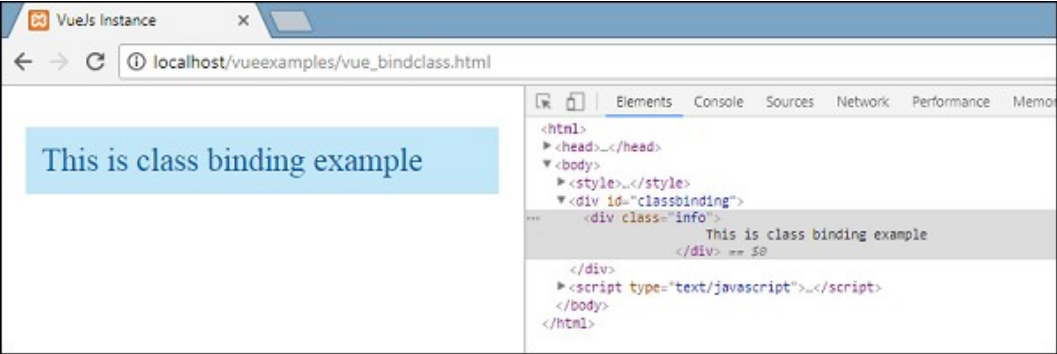 VueJs Instance
localhost/vueexamples/vue_bindclass.html
This is class binding example
Elements Console Sources Network Performance Memor
<html>
<head>…</head>
<body>
<style>…</style>
<div id="classbinding">
<div class="info">
This is class binding example
</div> == $0
</div>
<script type="text/javascript">…</script>
</body>
</html>